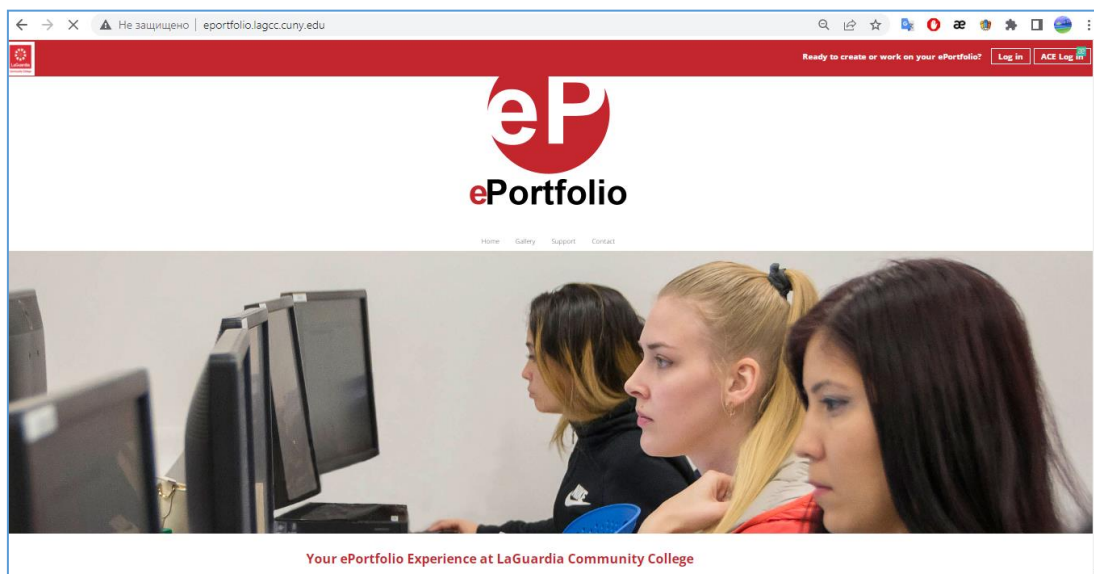 Не защищено | eportfolio.lagcc.cuny.edu
LaGuardia
Ready to create or work on your ePortfolio? Log in ACE Log in
eP
ePortfolio
Home Gallery Support Contact
Your ePortfolio Experience at LaGuardia Community College